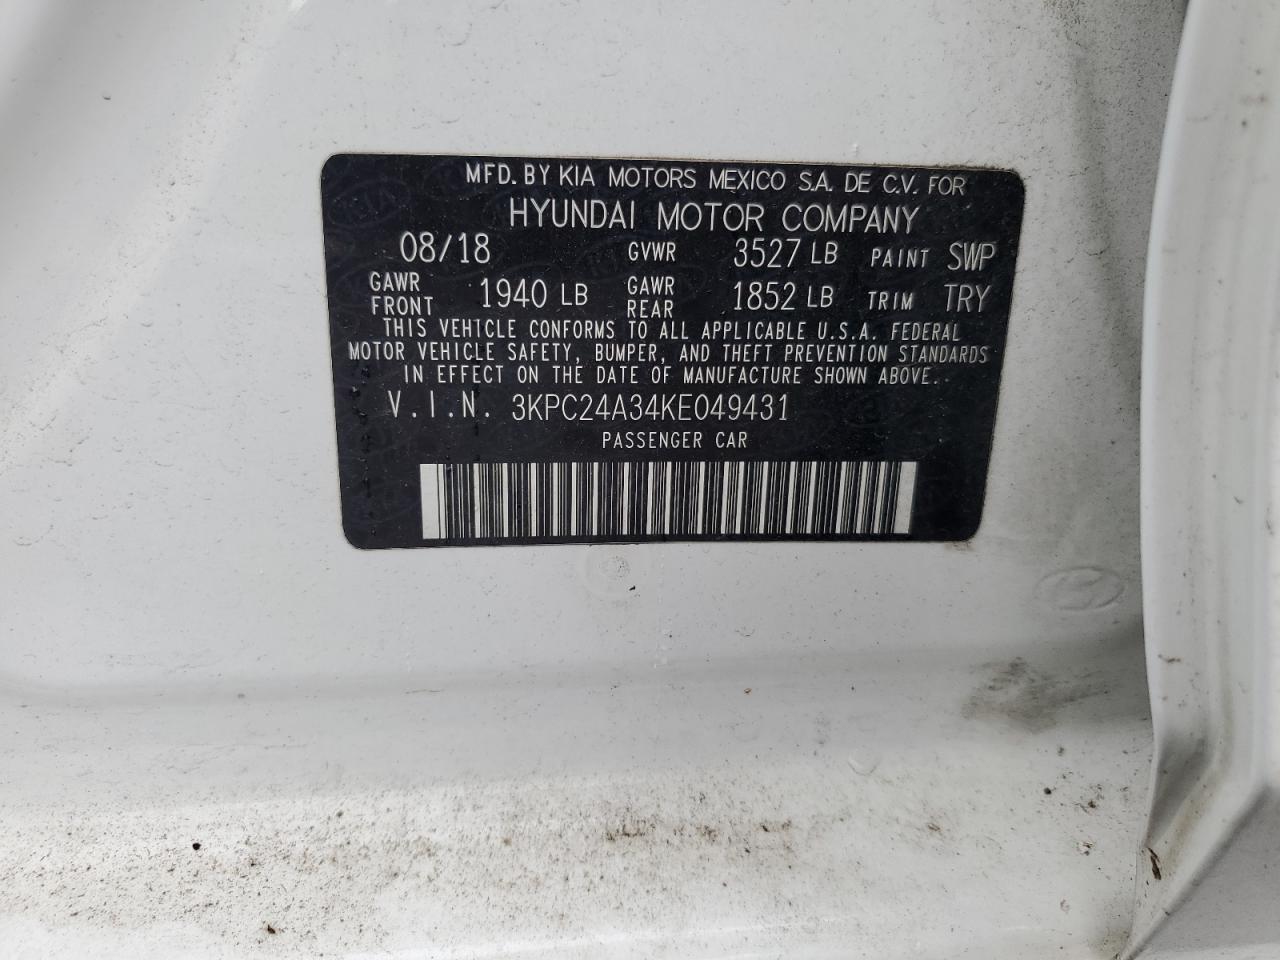 MFD. BY KIA MOTORS MEXICO S.A. DE C.V. FOR
HYUNDAI MOTOR COMPANY
08/18 GVWR 3527 LB PAINT SWP
GAWR FRONT 1940 LB GAWR REAR 1852 LB TRIM TRY
THIS VEHICLE CONFORMS TO ALL APPLICABLE U.S.A. FEDERAL
MOTOR VEHICLE SAFETY, BUMPER, AND THEFT PREVENTION STANDARDS
IN EFFECT ON THE DATE OF MANUFACTURE SHOWN ABOVE.
V.I.N. 3KPC24A34KE049431
PASSENGER CAR